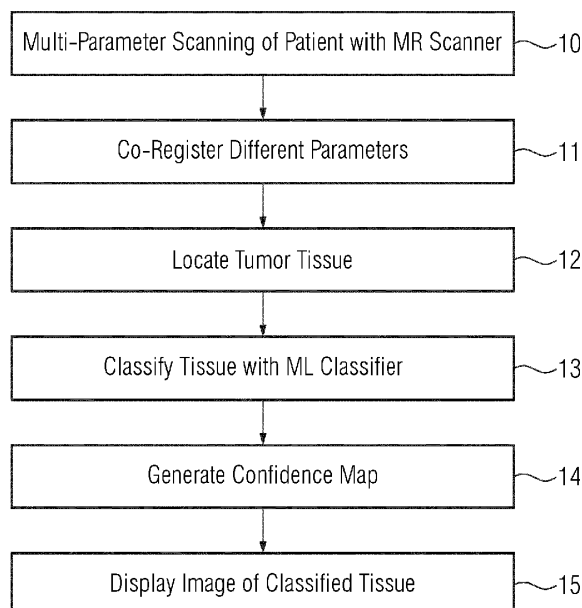 Multi-Parameter Scanning of Patient with MR Scanner 10
Co-Register Different Parameters 11
Locate Tumor Tissue 12
Classify Tissue with ML Classifier 13
Generate Confidence Map 14
Display Image of Classified Tissue 15